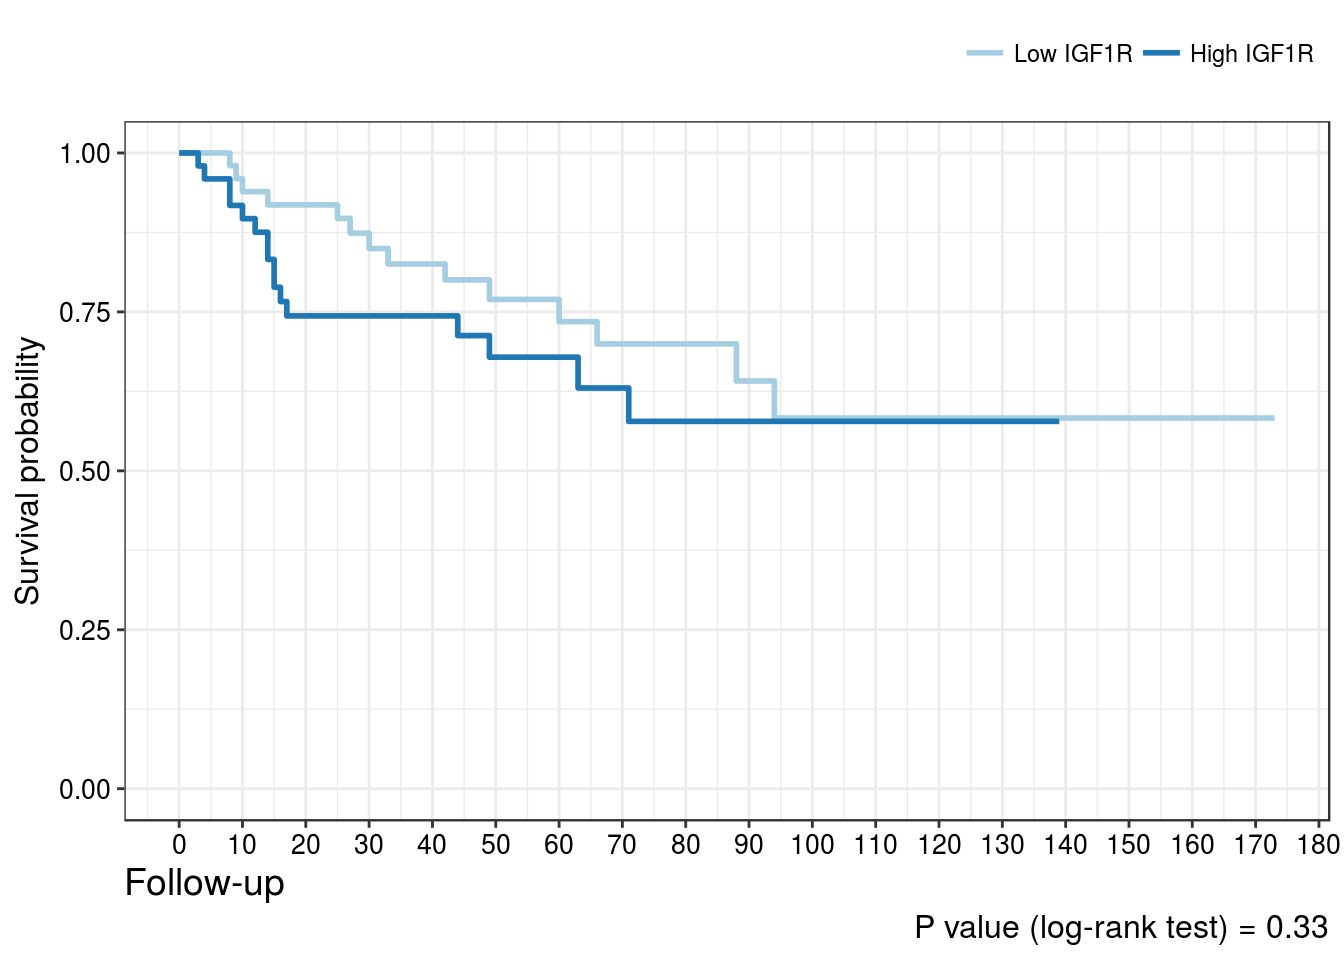 Low IGF1R High IGF1R
1.00
0.75
0.50
0.25
0.00
Survival probability
0 10 20 30 40 50 60 70 80 90 100 110 120 130 140 150 160 170 180
Follow-up
P value (log-rank test) = 0.33